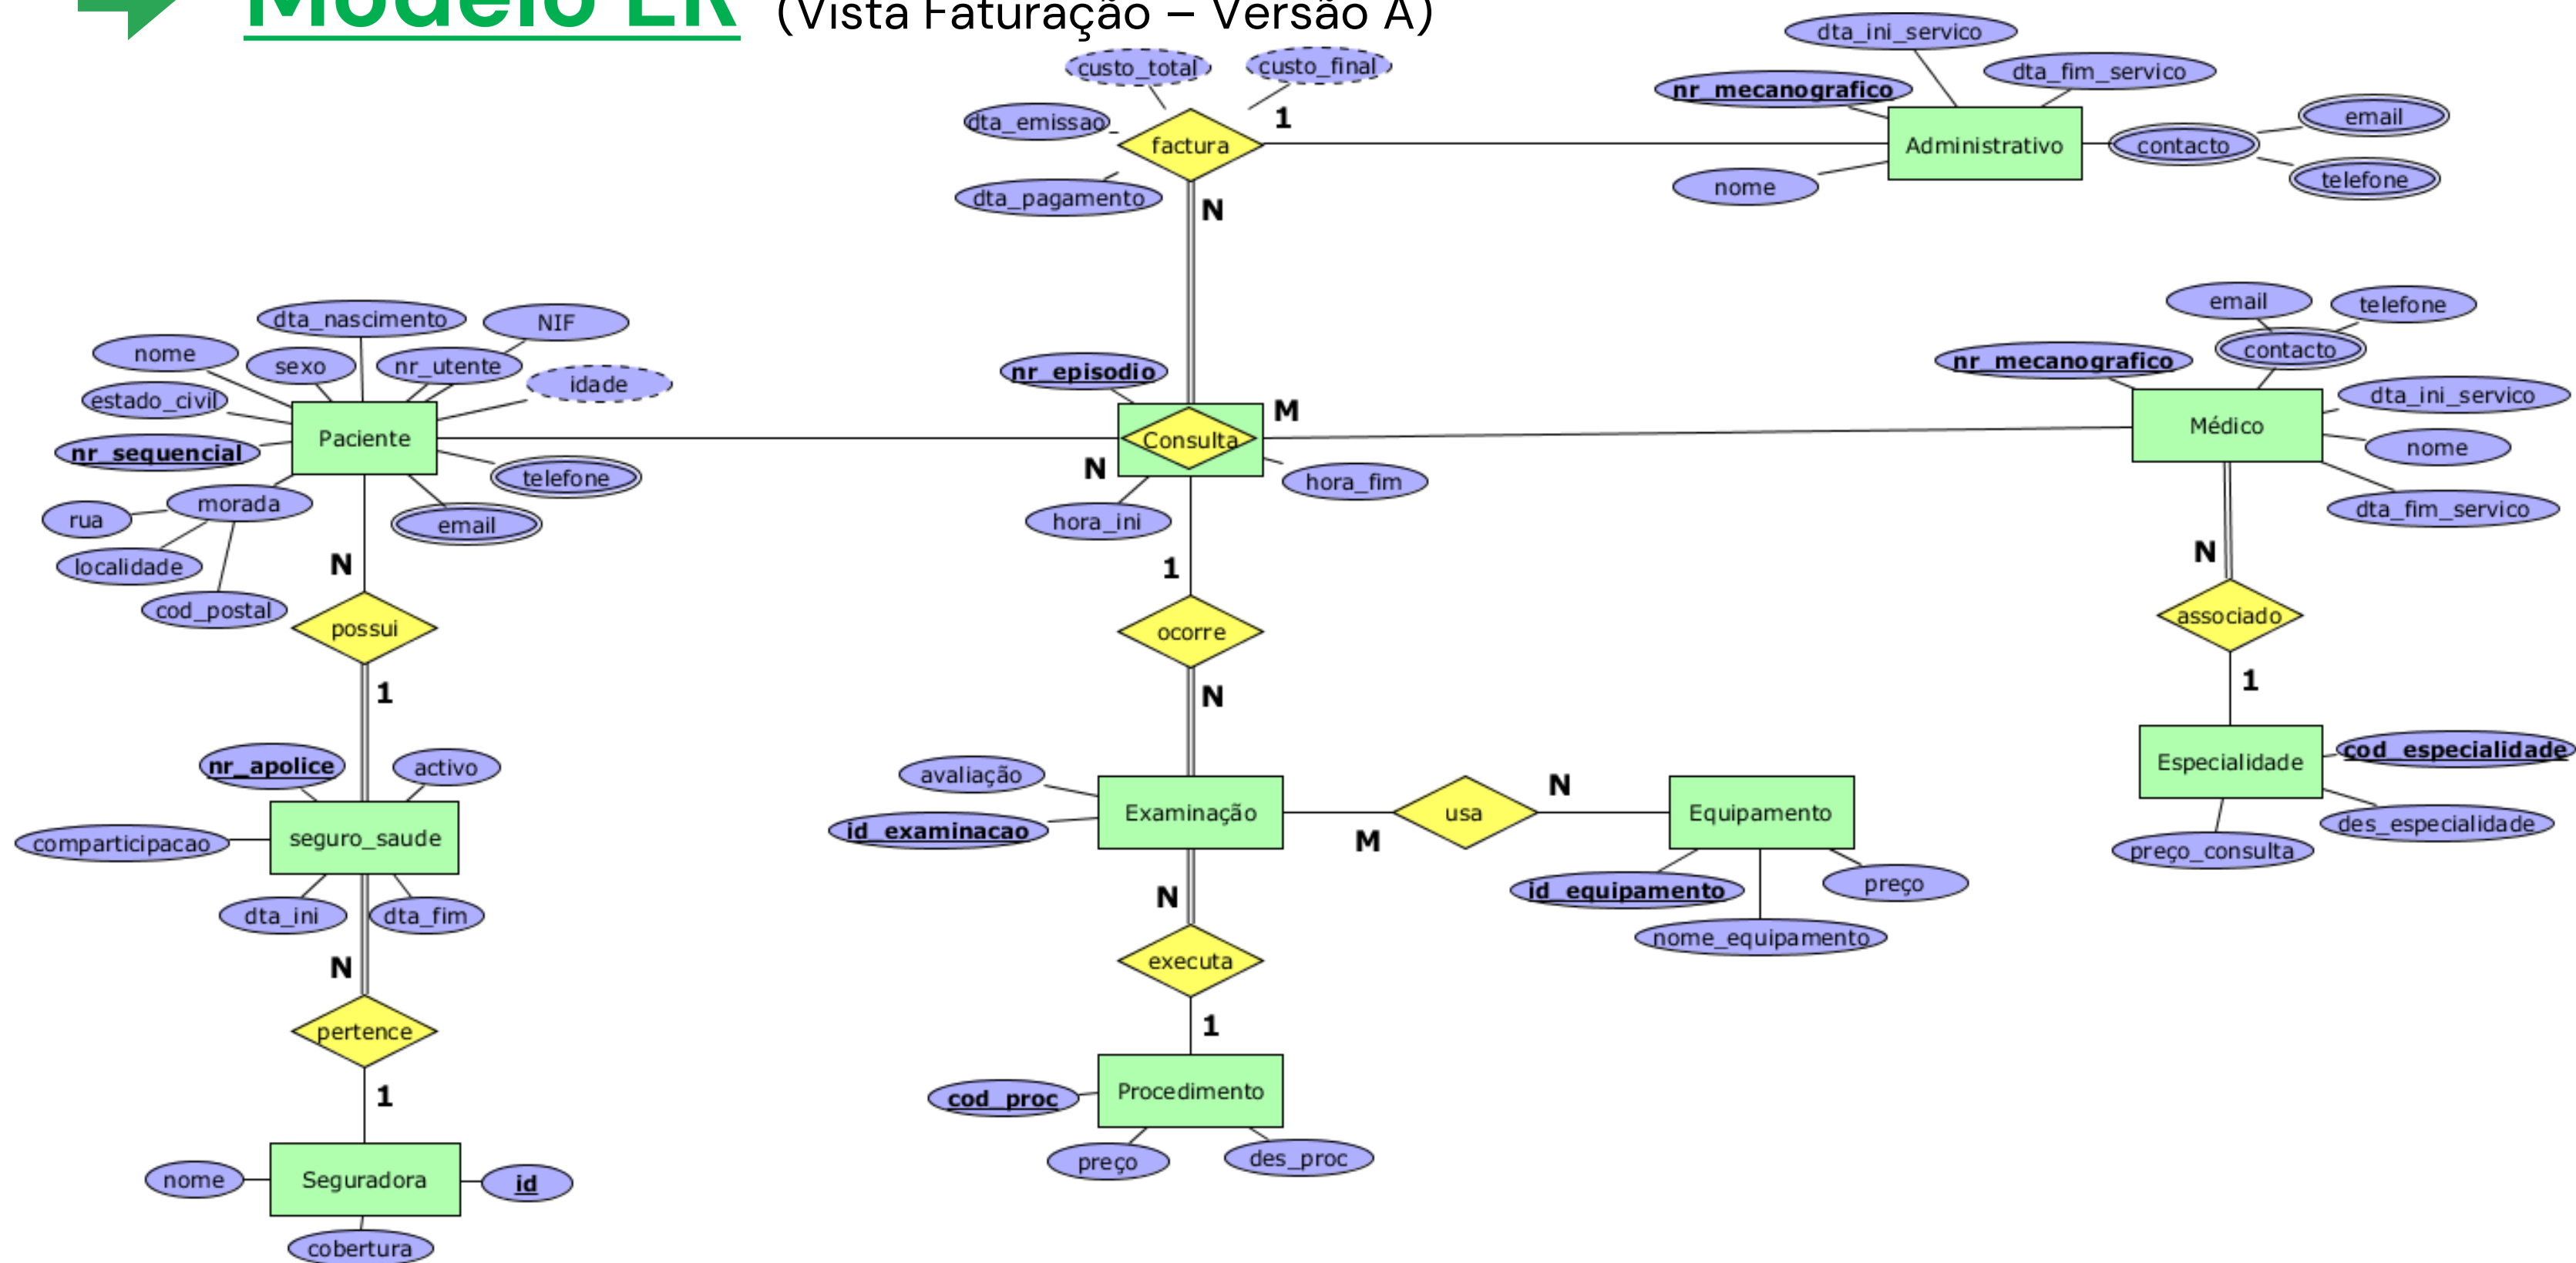 Modelo ER (Vista Faturação – Versão A)
custo_total
custo_final
dta_emissao
factura
1
dta_pagamento
N
dta_ini_servico
dta_fim_servico
nr_mecanografico
Administrativo
contacto
email
telefone
nome
dta_nascimento
NIF
nome
sexo
nr_utente
idade
estado_civil
Paciente
nr_sequencial
telefone
morada
email
rua
localidade
cod_postal
N
possui
1
nr_episodio
M
Consulta
N
hora_fim
hora_ini
1
ocorre
N
email
telefone
contacto
nr_mecanografico
dta_ini_servico
Médico
nome
dta_fim_servico
N
associado
1
Especialidade
cod_especialidade
des_especialidade
preço_consulta
nr_apolice
activo
comparticipacao
seguro_saude
dta_ini
dta_fim
N
pertence
1
nome
Seguradora
id
cobertura
avaliação
Examinação
id_examinacao
M
usa
N
Equipamento
id_equipamento
preço
nome_equipamento
N
executa
1
cod_proc
Procedimento
preço
des_proc